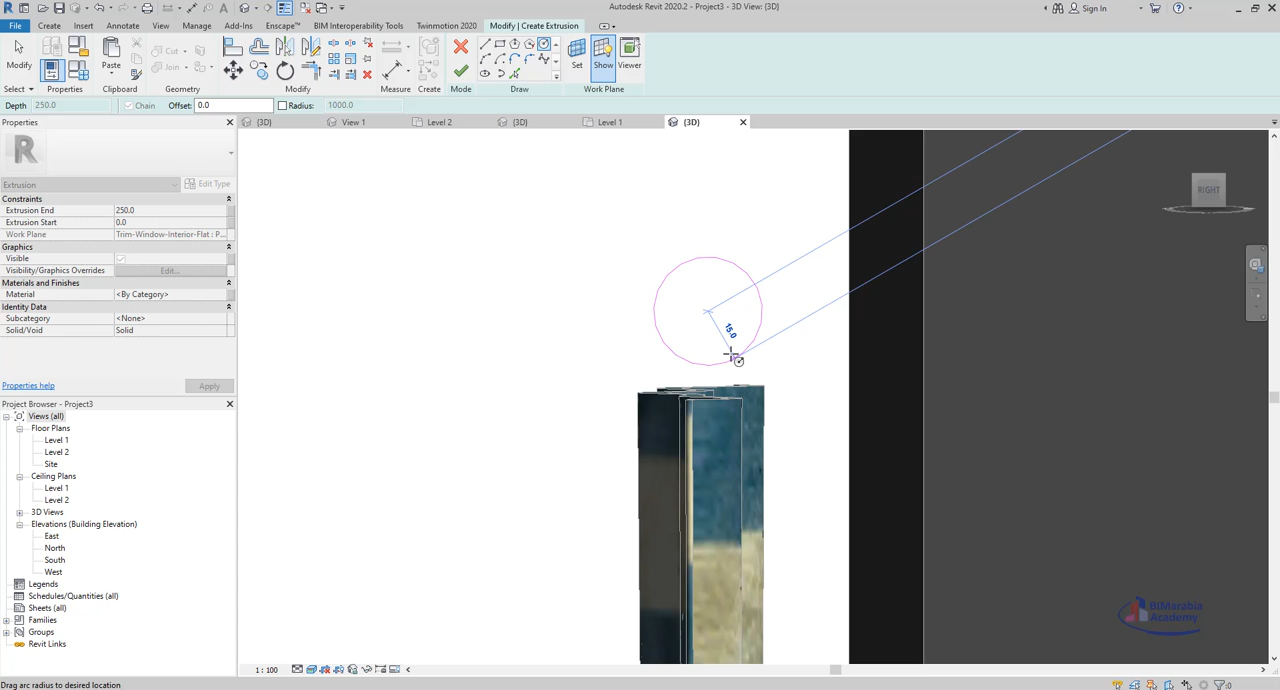 Autodesk Revit 2020.2 - Project3 - 3D View: {3D}
Sign In
File Create Insert Annotate View Manage Add-Ins Enscape™ BIM Interoperability Tools Twinmotion 2020 Modify | Create Extrusion
Modify
Paste
Cut
Join
Set
Show
Viewer
Select Properties Clipboard Geometry Modify Measure Create Mode Draw Work Plane
Depth 250.0 Chain Offset: 0.0 Radius: 1000.0
Properties
{3D} View 1 Level 2 {3D} Level 1 {3D}
R
Extrusion Edit Type
Constraints
Extrusion End 250.0
Extrusion Start 0.0
Work Plane Trim-Window-Interior-Flat : P...
Graphics
Visible
Visibility/Graphics Overrides Edit...
Materials and Finishes
Material <By Category>
Identity Data
Subcategory <None>
Solid/Void Solid
Properties help Apply
Project Browser - Project3
Views (all)
Floor Plans
Level 1
Level 2
Site
Ceiling Plans
Level 1
Level 2
3D Views
Elevations (Building Elevation)
East
North
South
West
Legends
Schedules/Quantities (all)
Sheets (all)
Families
Groups
Revit Links
RIGHT
15.0
BIMarabia
Academy
1 : 100
Drag arc radius to desired location
:0